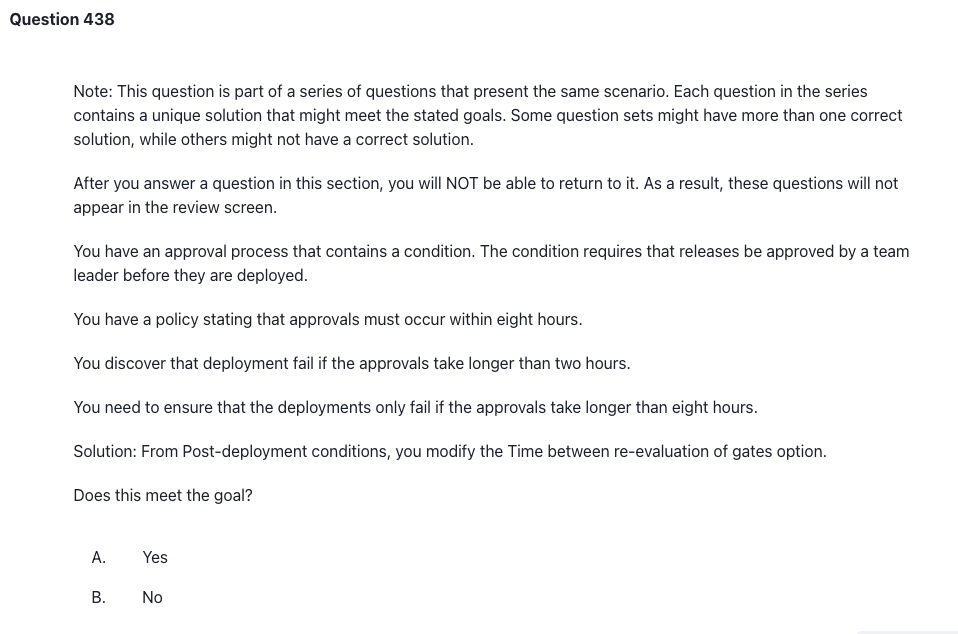 Question 438
Note: This question is part of a series of questions that present the same scenario. Each question in the series
contains a unique solution that might meet the stated goals. Some question sets might have more than one correct
solution, while others might not have a correct solution.
After you answer a question in this section, you will NOT be able to return to it. As a result, these questions will not
appear in the review screen.
You have an approval process that contains a condition. The condition requires that releases be approved by a team
leader before they are deployed.
You have a policy stating that approvals must occur within eight hours.
You discover that deployment fail if the approvals take longer than two hours.
You need to ensure that the deployments only fail if the approvals take longer than eight hours.
Solution: From Post-deployment conditions, you modify the Time between re-evaluation of gates option.
Does this meet the goal?
A. Yes
B. No